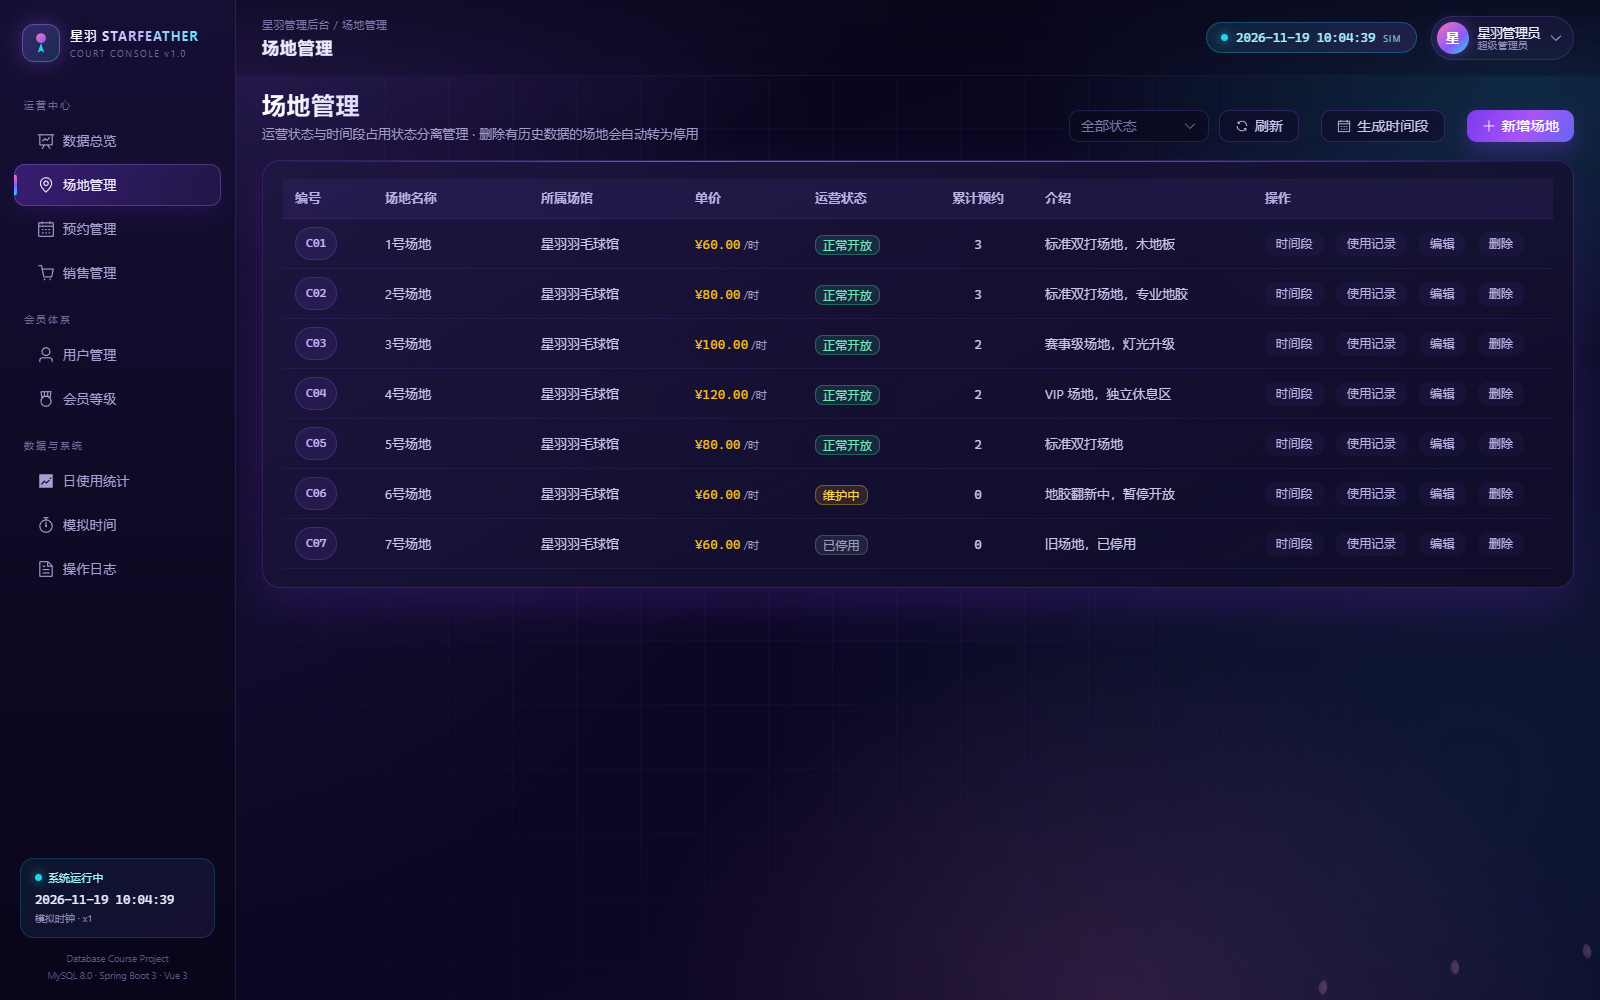 星羽 STARFEATHER
COURT CONSOLE v1.0
运营中心
数据总览
场地管理
预约管理
销售管理
会员体系
用户管理
会员等级
数据与系统
日使用统计
模拟时间
操作日志
系统运行中
2026-11-19 10:04:39
模拟时钟 · x1
Database Course Project
MySQL 8.0 · Spring Boot 3 · Vue 3
星羽管理后台 / 场地管理
场地管理
2026-11-19 10:04:39 SIM
星
星羽管理员
超级管理员
场地管理
运营状态与时间段占用状态分离管理 · 删除有历史数据的场地会自动转为停用
全部状态
刷新
生成时间段
新增场地
编号 场地名称 所属场馆 单价 运营状态 累计预约 介绍 操作
C01 1号场地 星羽羽毛球馆 ¥60.00 /时 正常开放 3 标准双打场地，木地板 时间段 使用记录 编辑 删除
C02 2号场地 星羽羽毛球馆 ¥80.00 /时 正常开放 3 标准双打场地，专业地胶 时间段 使用记录 编辑 删除
C03 3号场地 星羽羽毛球馆 ¥100.00 /时 正常开放 2 赛事级场地，灯光升级 时间段 使用记录 编辑 删除
C04 4号场地 星羽羽毛球馆 ¥120.00 /时 正常开放 2 VIP 场地，独立休息区 时间段 使用记录 编辑 删除
C05 5号场地 星羽羽毛球馆 ¥80.00 /时 正常开放 2 标准双打场地 时间段 使用记录 编辑 删除
C06 6号场地 星羽羽毛球馆 ¥60.00 /时 维护中 0 地胶翻新中，暂停开放 时间段 使用记录 编辑 删除
C07 7号场地 星羽羽毛球馆 ¥60.00 /时 已停用 0 旧场地，已停用 时间段 使用记录 编辑 删除